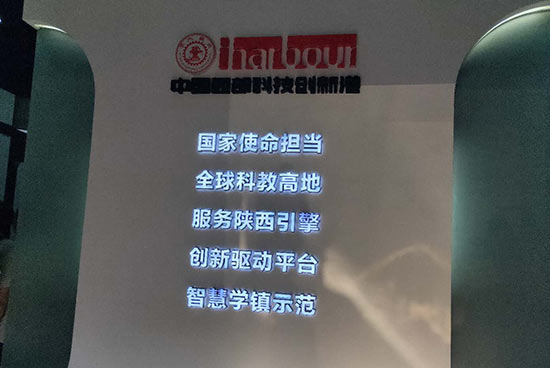 iharbour
中国西部科技创新港
国家使命担当
全球科教高地
服务陕西引擎
创新驱动平台
智慧学镇示范